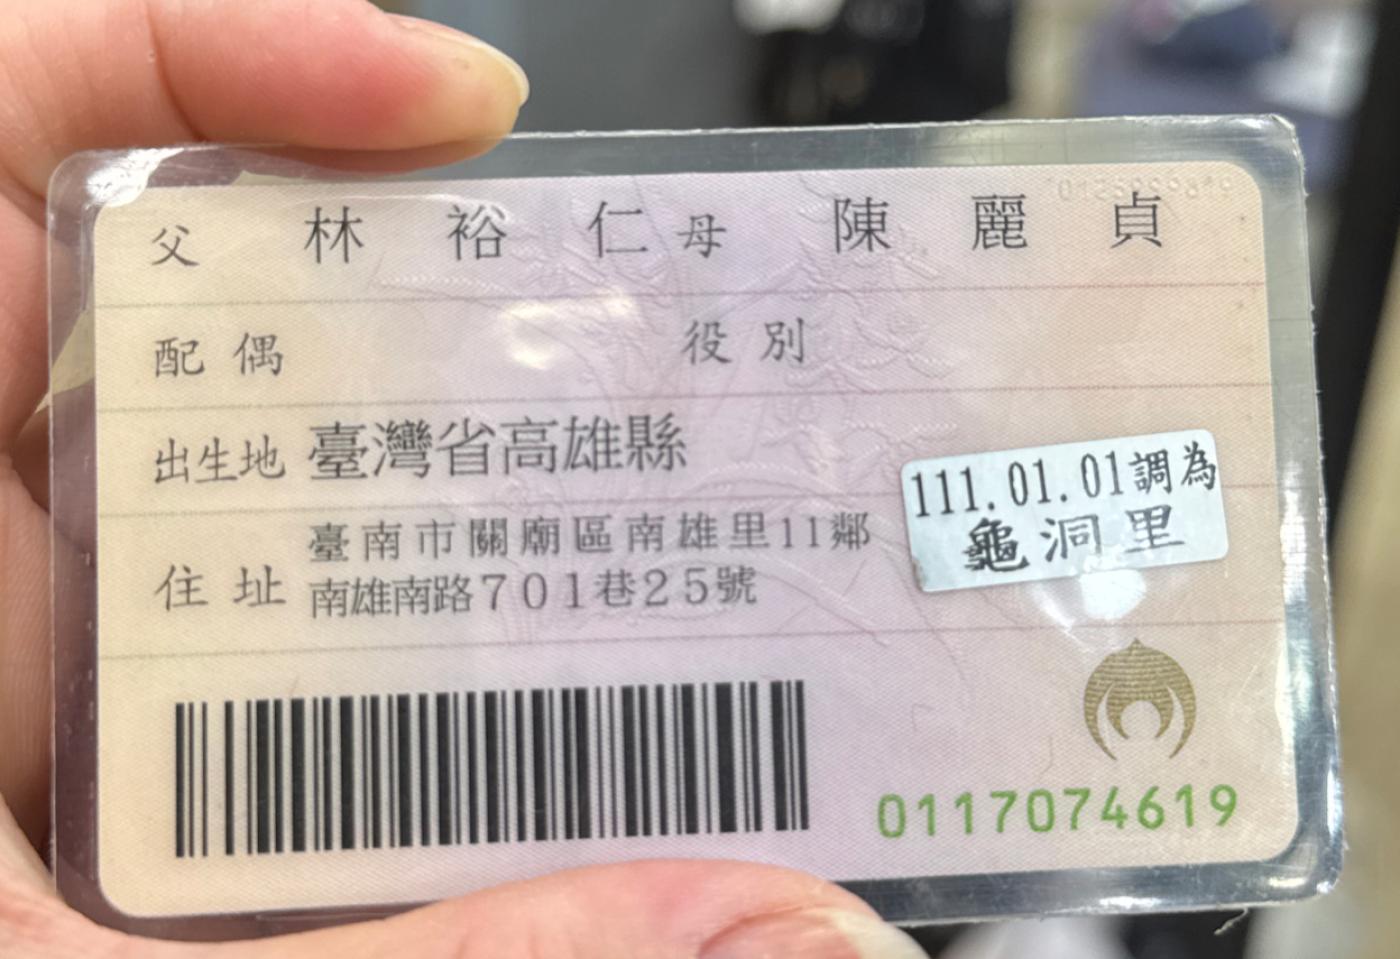 父 林裕仁 母 陳麗貞
配偶 役別
出生地 臺灣省高雄縣
住址 臺南市關廟區南雄里11鄰
南雄南路701巷25號
111.01.01調為
龜洞里
0117074619